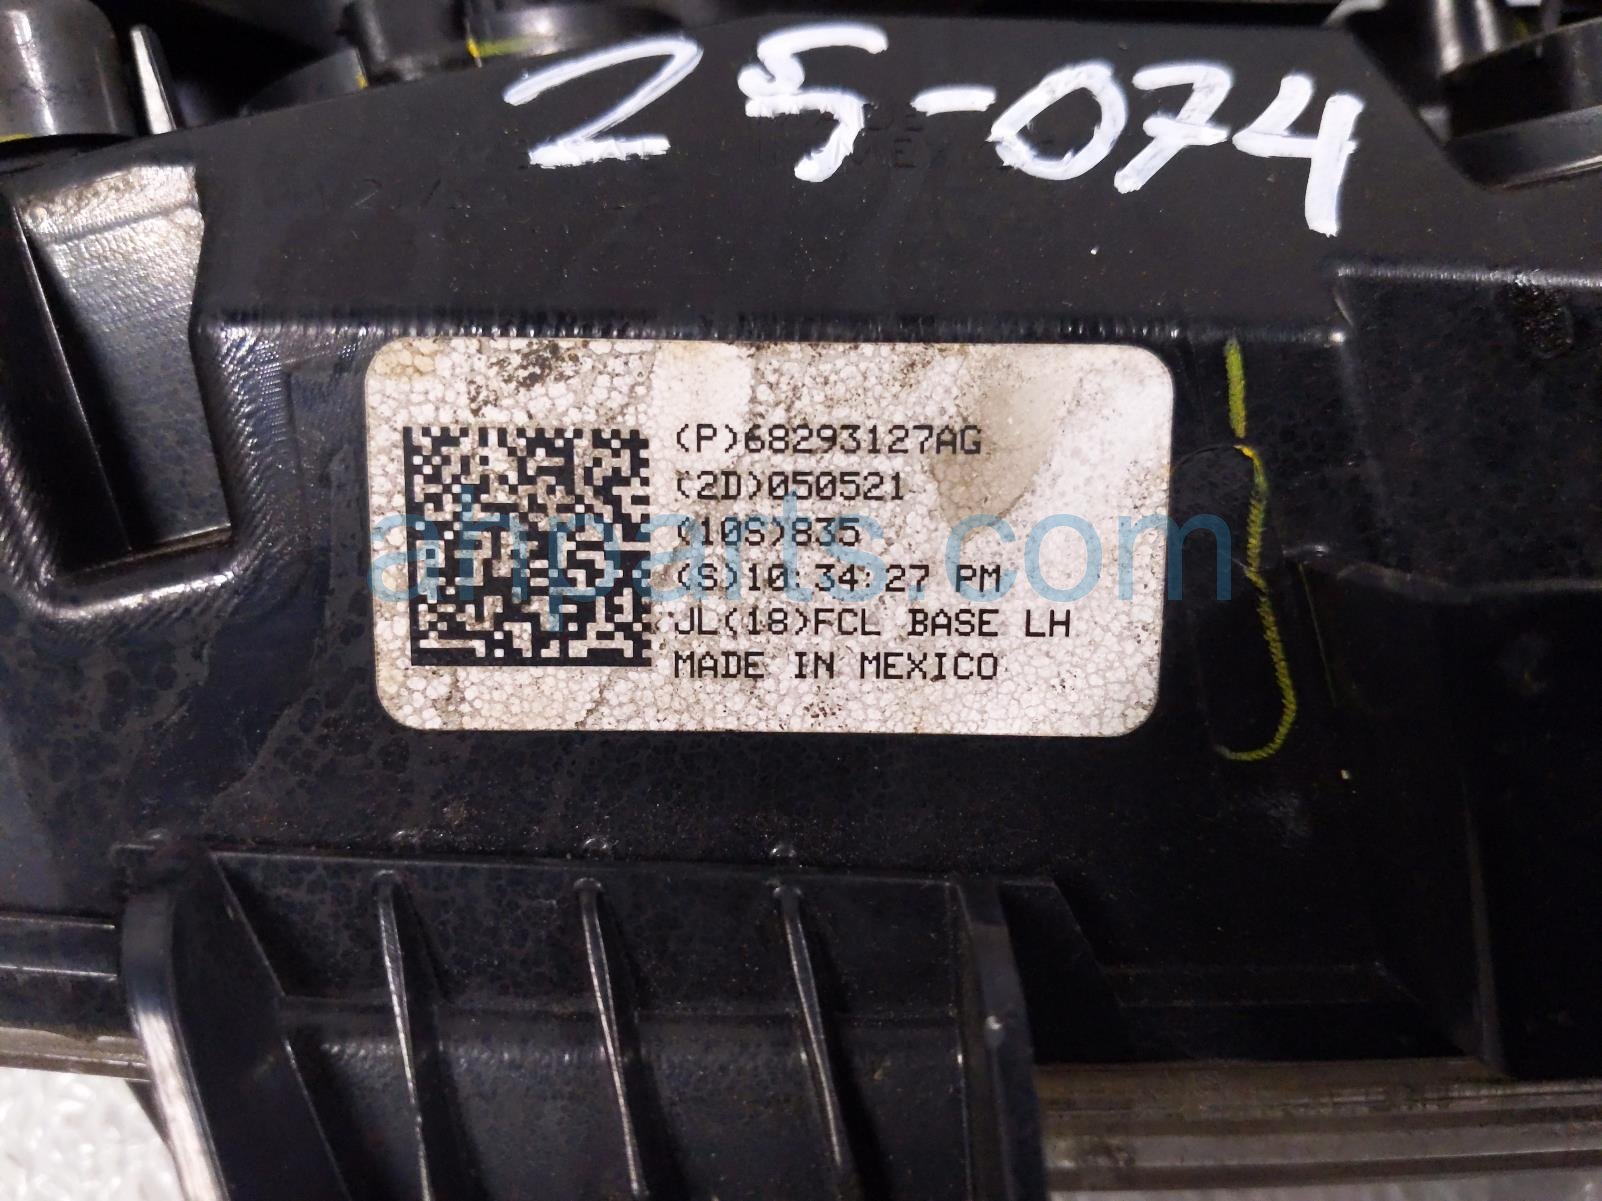 25-074
(P)68293127AG
(2D)050521
(10S)835
(S)10:34:27 PM
JL(18)FCL BASE LH
MADE IN MEXICO
ahparts.com